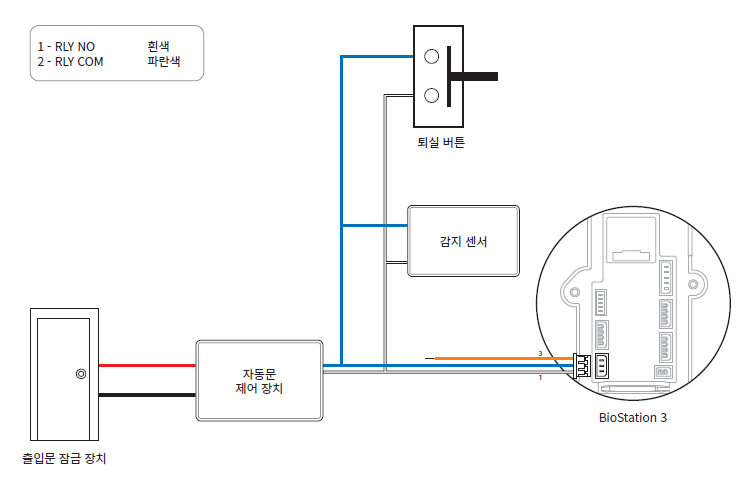 1 - RLY NO 흰색
2 - RLY COM 파란색
퇴실 버튼
감지 센서
자동문
제어 장치
3
1
BioStation 3
출입문 잠금 장치